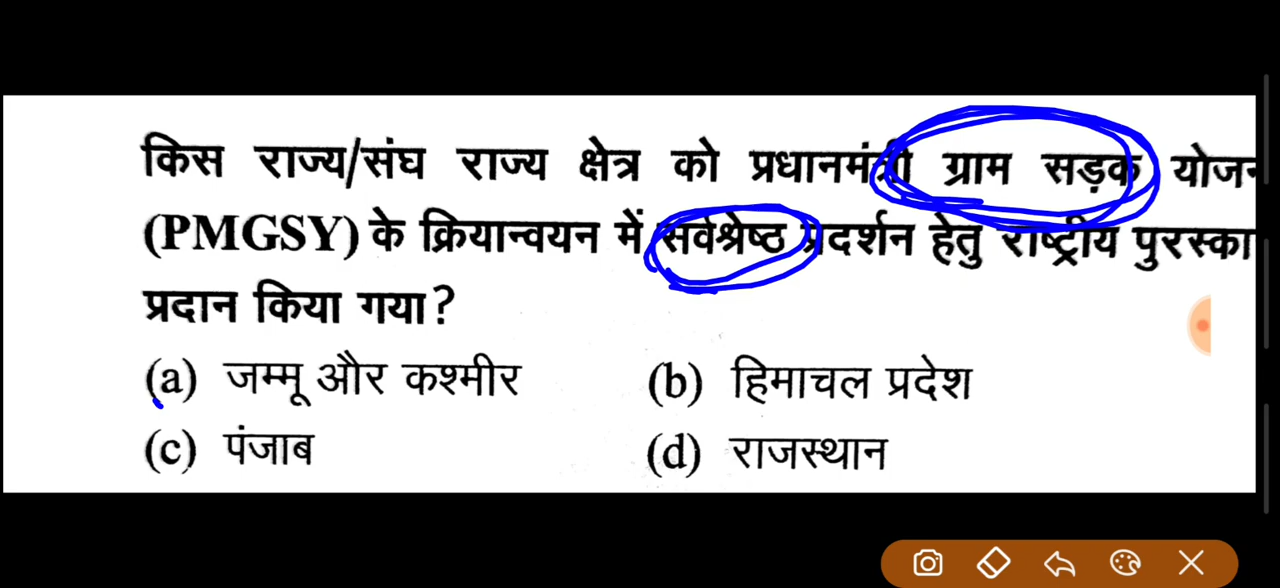 किस राज्य/संघ राज्य क्षेत्र को प्रधानमंत्री ग्राम सड़क योजन
(PMGSY) के क्रियान्वयन में सर्वश्रेष्ठ प्रदर्शन हेतु राष्ट्रीय पुरस्का
प्रदान किया गया?
(a) जम्मू और कश्मीर (b) हिमाचल प्रदेश
(c) पंजाब (d) राजस्थान